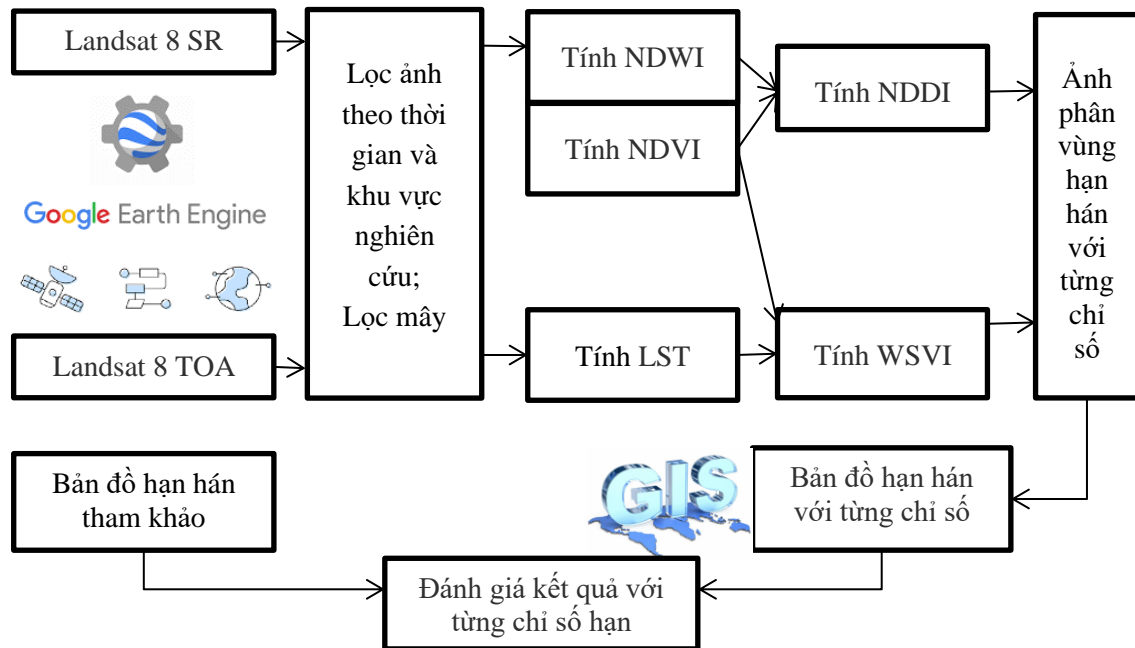 Landsat 8 SR
Google Earth Engine
Landsat 8 TOA
Lọc ảnh
theo thời
gian và
khu vực
nghiên
cứu;
Lọc mây
Tính NDWI
Tính NDVI
Tính LST
Tính NDDI
Tính WSVI
Ảnh
phân
vùng
hạn
hán
với
từng
chỉ
số
Bản đồ hạn hán
tham khảo
GIS
Bản đồ hạn hán
với từng chỉ số
Đánh giá kết quả với
từng chỉ số hạn